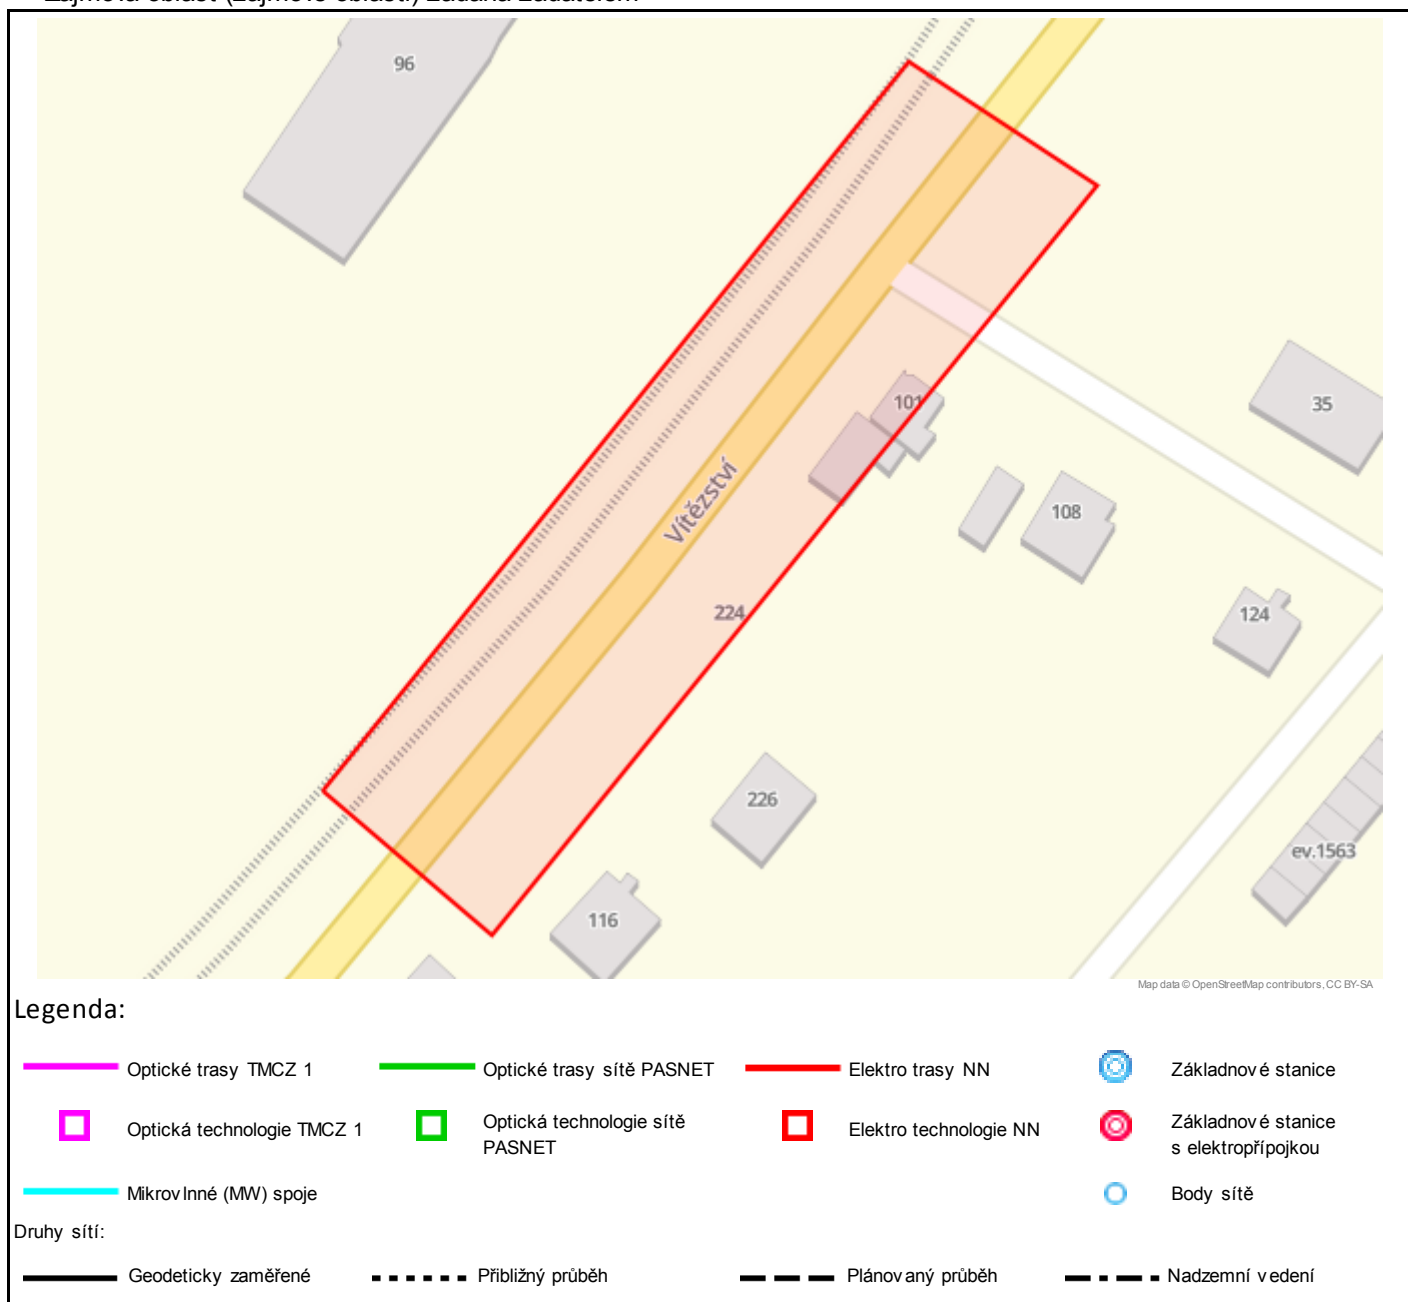 96
35
101
108
Vítězství
224
124
226
ev.1563
116
Map data © OpenStreetMap contributors, CC BY-SA
Legenda:
Optické trasy TMCZ 1
Optické trasy sítě PASNET
Elektro trasy NN
Základnové stanice
Optická technologie TMCZ 1
Optická technologie sítě
PASNET
Elektro technologie NN
Základnové stanice
s elektropřípojkou
Mikrovlnné (MW) spoje
Body sítě
Druhy sítí:
Geodeticky zaměřené
Přibližný průběh
Plánovaný průběh
Nadzemní vedení